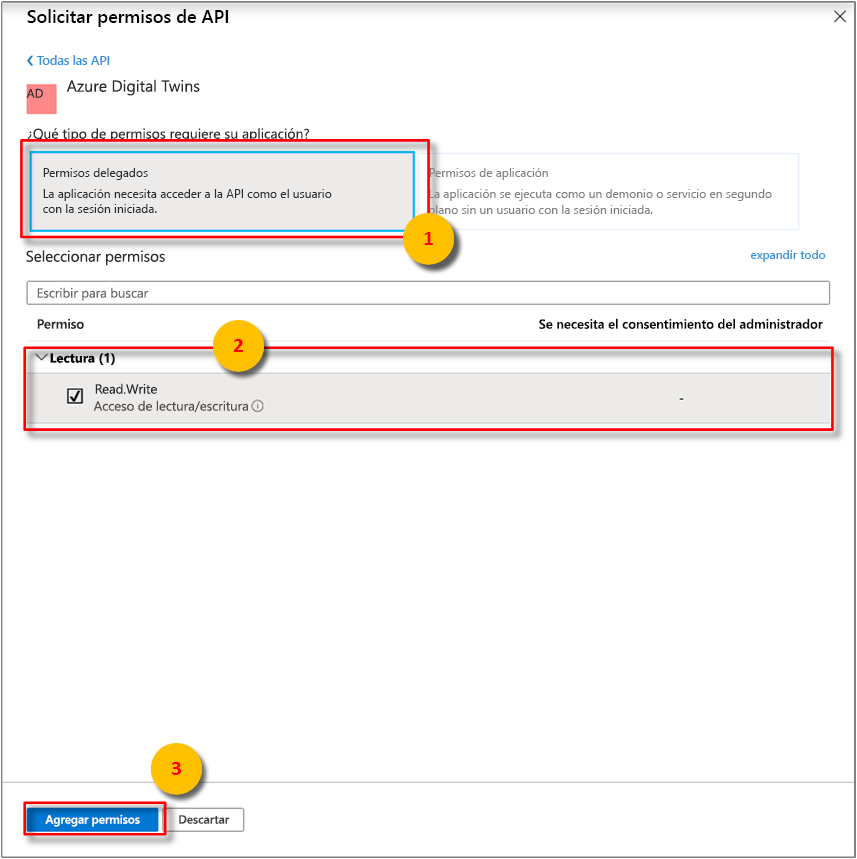 Solicitar permisos de API
Todas las API
AD
Azure Digital Twins
¿Qué tipo de permisos requiere su aplicación?
Permisos delegados
La aplicación necesita acceder a la API como el usuario
con la sesión iniciada.
Permisos de aplicación
La aplicación se ejecuta como un demonio o servicio en segundo
plano sin un usuario con la sesión iniciada.
1
Seleccionar permisos
expandir todo
Escribir para buscar
Permiso
Se necesita el consentimiento del administrador
2
Lectura (1)
Read.Write
Acceso de lectura/escritura
-
3
Agregar permisos
Descartar